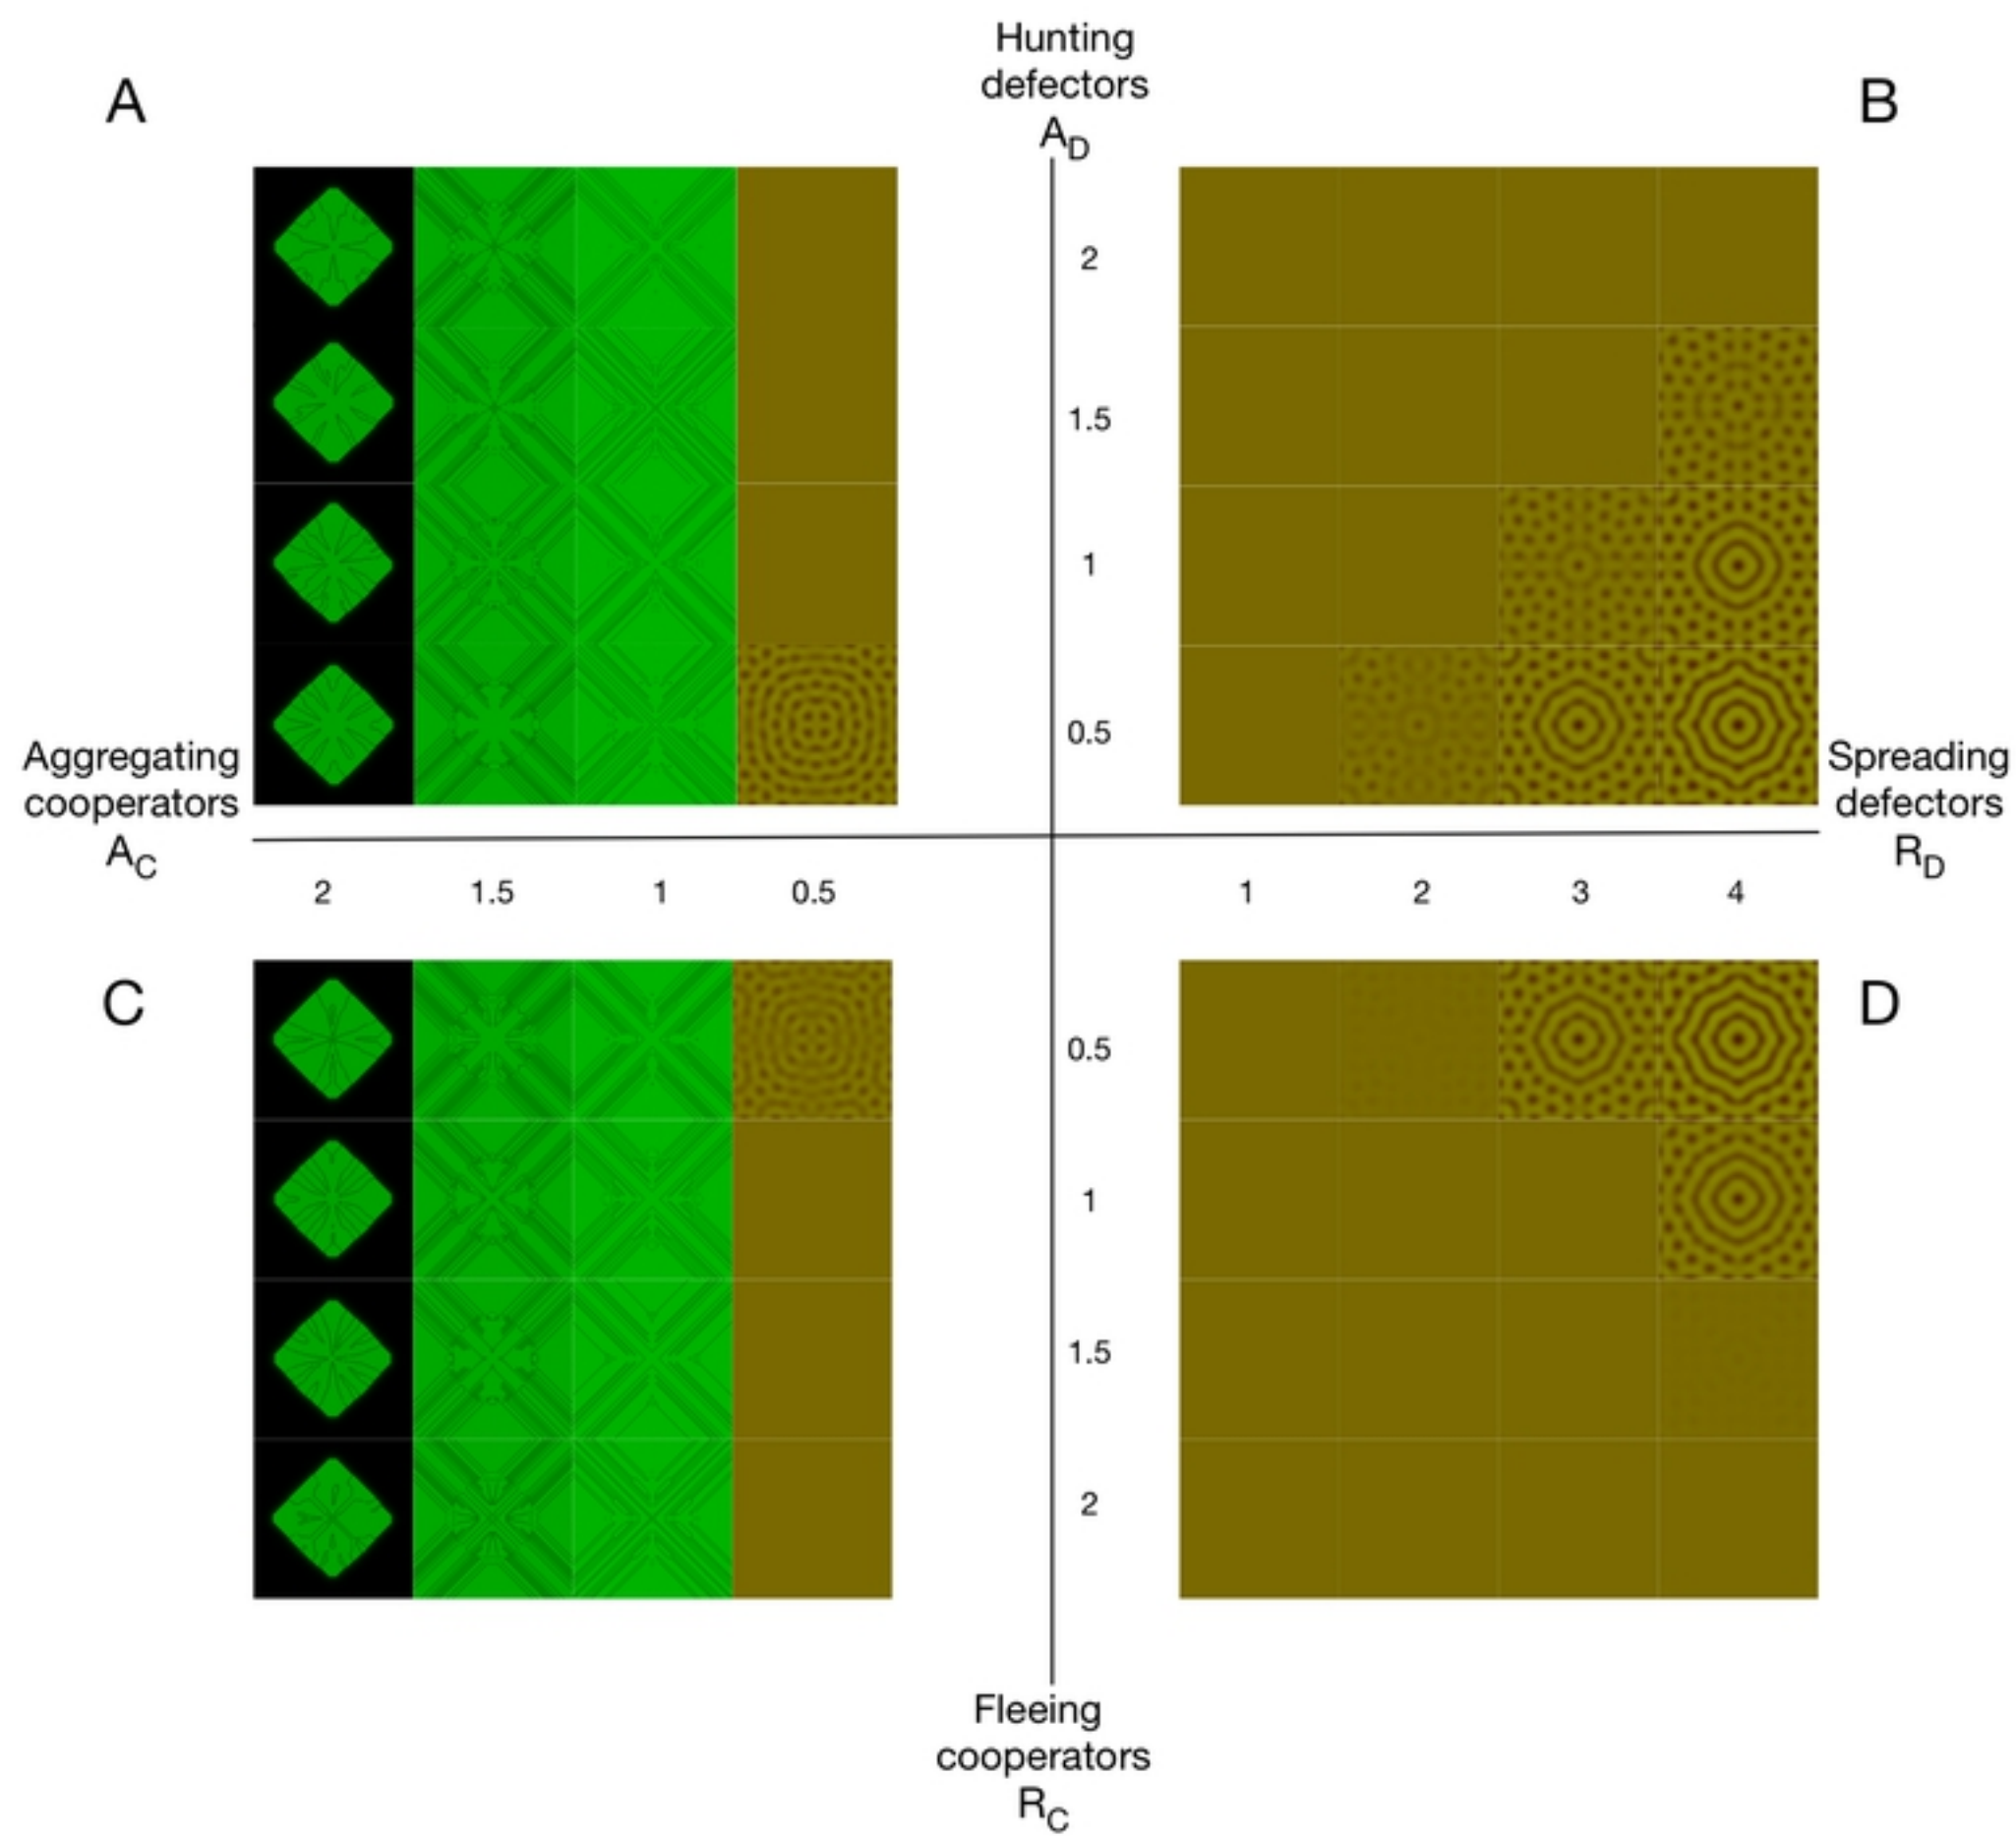 Hunting
defectors
A_D
A
B
2
1.5
1
0.5
Aggregating
cooperators
A_C
Spreading
defectors
R_D
2 1.5 1 0.5
1 2 3 4
C
D
0.5
1
1.5
2
Fleeing
cooperators
R_C